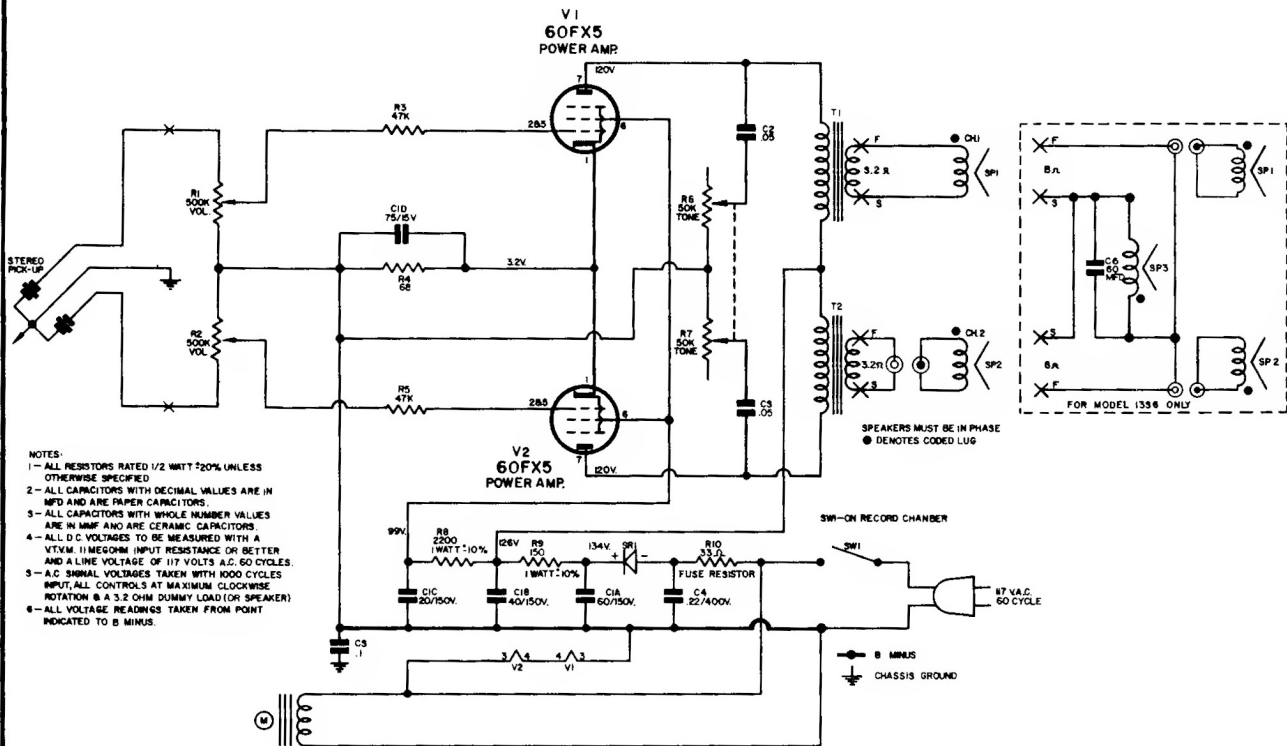 V1
60FX5
POWER AMP.
7
120V.
R3
47K
28.5
6
1
T1
C2
.05
F
3.2 Ω
S
CH.1
SP1
F
8Ω
S
SP1
R1
500K
VOL.
C1D
75/15V
R6
50K
TONE
STEREO
PICK-UP
R4
68
3.2V.
C6
60
MFD
SP3
R2
500K
VOL
R7
50K
TONE
T2
F
3.2Ω
S
CH.2
SP2
S
8Ω
F
SP 2
FOR MODEL 1336 ONLY
R5
47K
1
28.5
6
7
120V.
C3
.05
V2
60FX5
POWER AMP.
SPEAKERS MUST BE IN PHASE
● DENOTES CODED LUG
NOTES:
1 - ALL RESISTORS RATED 1/2 WATT ±20% UNLESS
OTHERWISE SPECIFIED
2 - ALL CAPACITORS WITH DECIMAL VALUES ARE IN
MFD AND ARE PAPER CAPACITORS.
3 - ALL CAPACITORS WITH WHOLE NUMBER VALUES
ARE IN MMF AND ARE CERAMIC CAPACITORS.
4 - ALL D.C. VOLTAGES TO BE MEASURED WITH A
V.T.V.M. 11 MEGOHM INPUT RESISTANCE OR BETTER
AND A LINE VOLTAGE OF 117 VOLTS A.C. 60 CYCLES.
5 - A.C. SIGNAL VOLTAGES TAKEN WITH 1000 CYCLES
INPUT, ALL CONTROLS AT MAXIMUM CLOCKWISE
ROTATION & A 3.2 OHM DUMMY LOAD (OR SPEAKER)
6 - ALL VOLTAGE READINGS TAKEN FROM POINT
INDICATED TO B MINUS.
99V.
R8
2200
1 WATT ±10%
126V
R9
150
1 WATT ±10%
134V.
+ SR1 -
R10
33Ω
FUSE RESISTOR
SW1-ON RECORD CHANGER
SW1
117 V.A.C.
60 CYCLE
C1C
20/150V.
C1B
40/150V.
C1A
60/150V.
C4
.22/400V.
C5
.1
3 4
V2
4 3
V1
B MINUS
CHASSIS GROUND
M